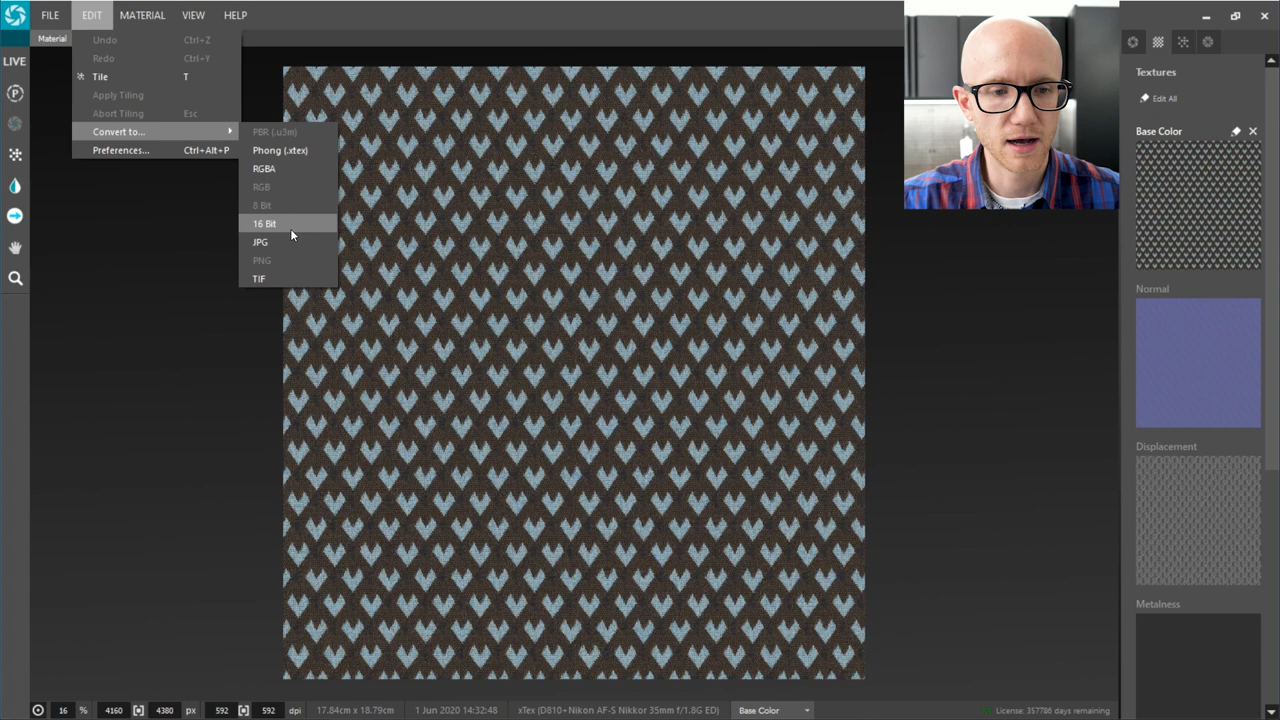 FILE EDIT MATERIAL VIEW HELP
Material
LIVE
Undo Ctrl+Z
Redo Ctrl+Y
Tile T
Apply Tiling
Abort Tiling Esc
Convert to...
Preferences... Ctrl+Alt+P
PBR (.u3m)
Phong (.xtex)
RGBA
RGB
8 Bit
16 Bit
JPG
PNG
TIF
Textures
Edit All
Base Color
Normal
Displacement
Metalness
16 % 4160 4380 px 592 592 dpi 17.84cm x 18.79cm 1 Jun 2020 14:32:48 xTex (D810+Nikon AF-S Nikkor 35mm f/1.8G ED) Base Color License: 357786 days remaining